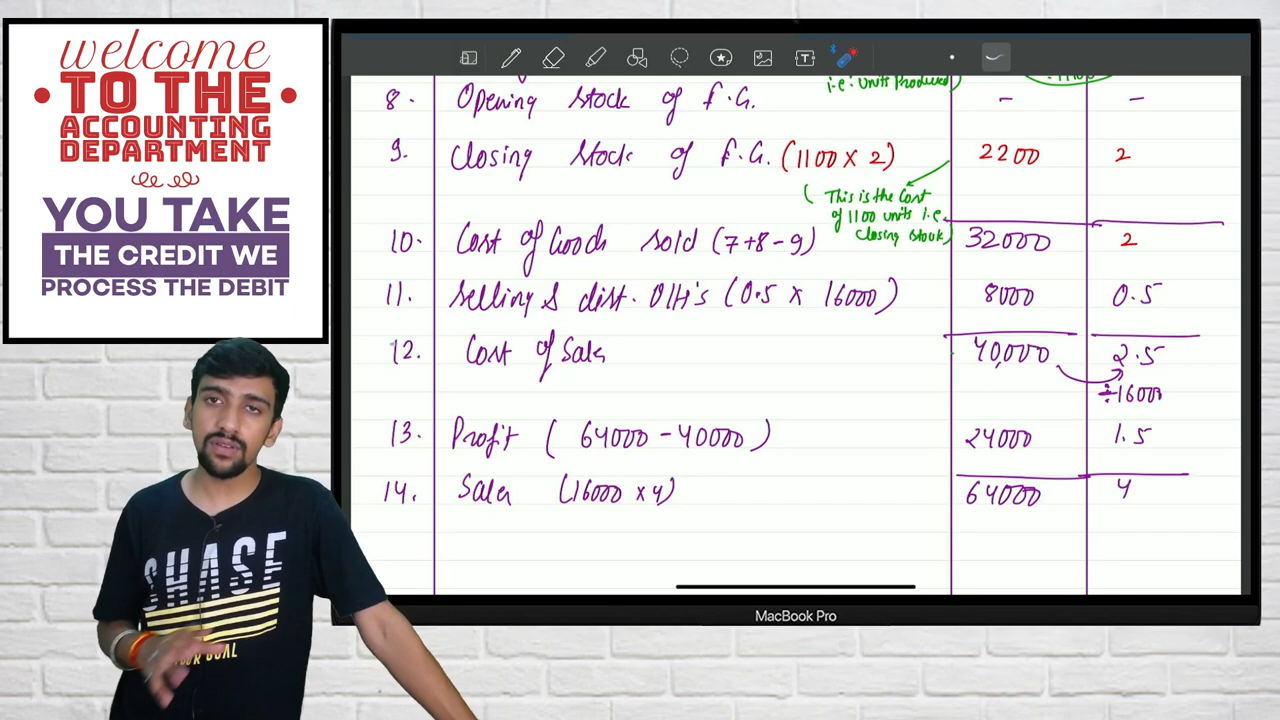 welcome
TO THE
ACCOUNTING
DEPARTMENT
YOU TAKE
THE CREDIT WE
PROCESS THE DEBIT
i.e. units Produced)
8. Opening Stock of F.G. - -
9. Closing Stock of F.G. (1100 x 2) 2200 2
( This is the Cost
of 1100 units i.e
closing stock)
10. Cost of Goods sold (7+8-9) 32000 2
11. Selling & dist. O/H's (0.5 x 16000) 8000 0.5
12. Cost of Sales 40,000 2.5
÷16000
13. Profit ( 64000 - 40000 ) 24000 1.5
14. Sales (16000 x 4) 64000 4
MacBook Pro
SHASE
GOAL